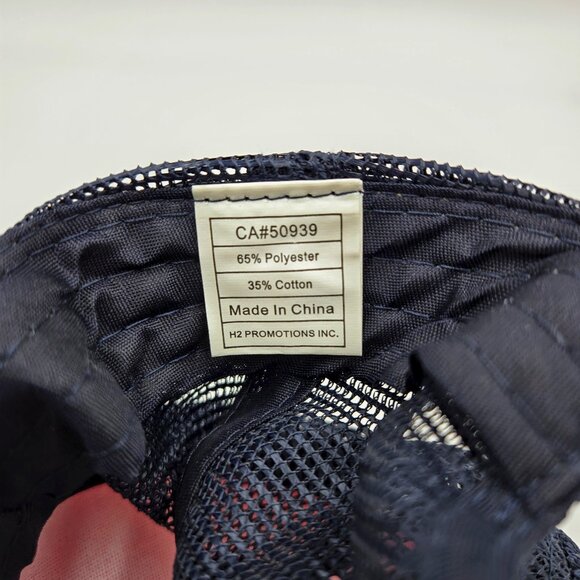 CA#50939
65% Polyester
35% Cotton
Made In China
H2 PROMOTIONS INC.